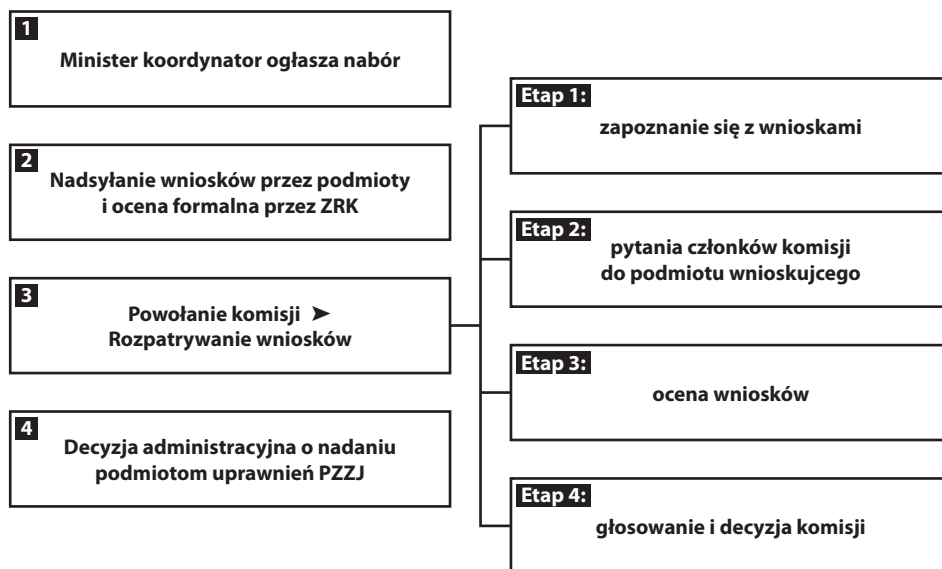 1
Minister koordynator ogłasza nabór
2
Nadsyłanie wniosków przez podmioty
i ocena formalna przez ZRK
3
Powołanie komisji ➤
Rozpatrywanie wniosków
4
Decyzja administracyjna o nadaniu
podmiotom uprawnień PZZJ
Etap 1:
zapoznanie się z wnioskami
Etap 2:
pytania członków komisji
do podmiotu wnioskujcego
Etap 3:
ocena wniosków
Etap 4:
głosowanie i decyzja komisji